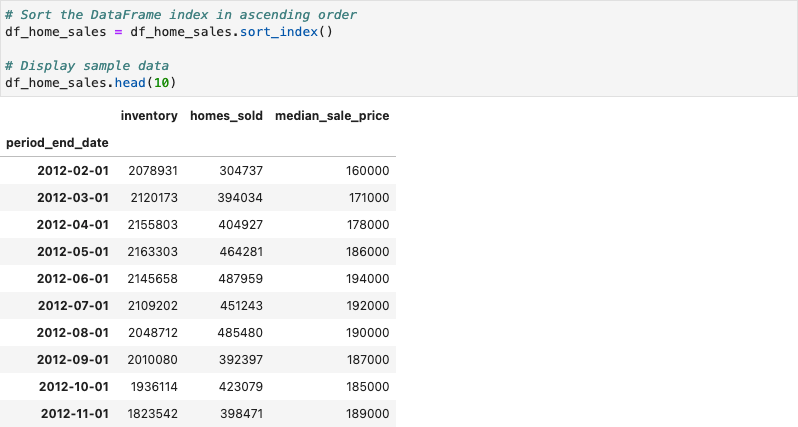 # Sort the DataFrame index in ascending order
df_home_sales = df_home_sales.sort_index()
# Display sample data
df_home_sales.head(10)
inventory homes_sold median_sale_price
period_end_date
2012-02-01 2078931 304737 160000
2012-03-01 2120173 394034 171000
2012-04-01 2155803 404927 178000
2012-05-01 2163303 464281 186000
2012-06-01 2145658 487959 194000
2012-07-01 2109202 451243 192000
2012-08-01 2048712 485480 190000
2012-09-01 2010080 392397 187000
2012-10-01 1936114 423079 185000
2012-11-01 1823542 398471 189000